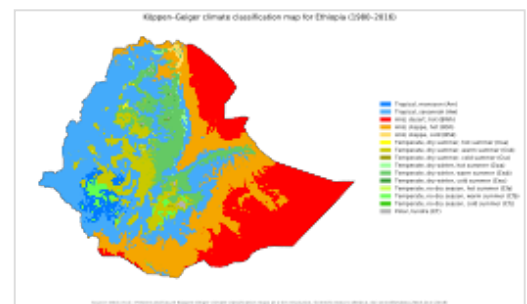 Köppen-Geiger climate classification map for Ethiopia (1980-2016)
Tropical, monsoon (Am)
Tropical, savannah (Aw)
Arid, desert, hot (BWh)
Arid, steppe, hot (BSh)
Arid, steppe, cold (BSk)
Temperate, dry summer, hot summer (Csa)
Temperate, dry summer, warm summer (Csb)
Temperate, dry summer, cold summer (Csc)
Temperate, dry winter, hot summer (Cwa)
Temperate, dry winter, warm summer (Cwb)
Temperate, dry winter, cold summer (Cwc)
Temperate, no dry season, hot summer (Cfa)
Temperate, no dry season, warm summer (Cfb)
Temperate, no dry season, cold summer (Cfc)
Polar, tundra (ET)